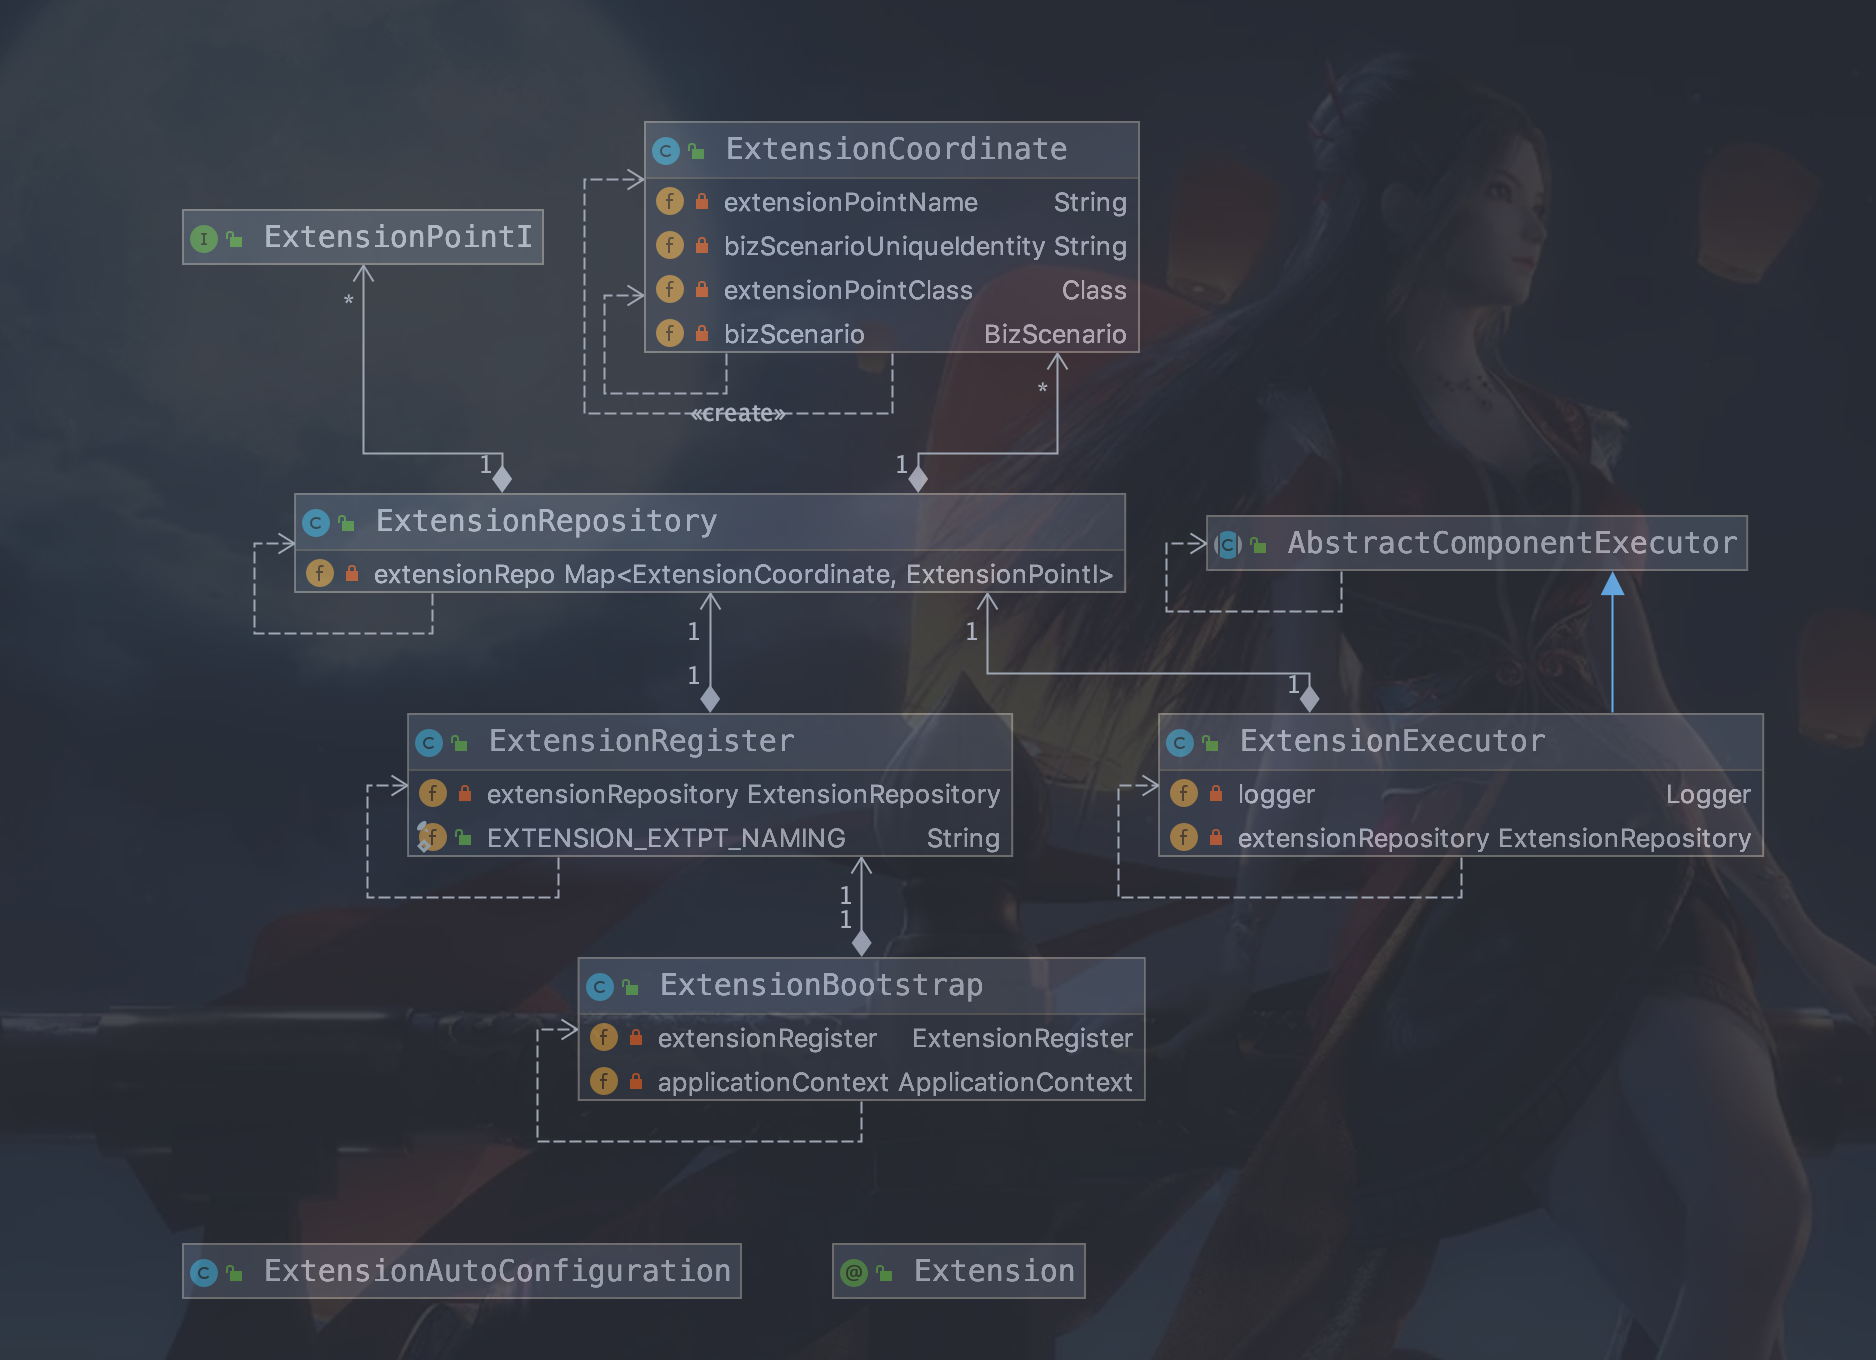 ExtensionCoordinate
extensionPointName String
bizScenarioUniqueIdentity String
extensionPointClass Class
bizScenario BizScenario
ExtensionPointI
*
*
«create»
1
1
ExtensionRepository
extensionRepo Map<ExtensionCoordinate, ExtensionPointI>
AbstractComponentExecutor
1
1
1
1
ExtensionRegister
extensionRepository ExtensionRepository
EXTENSION_EXTPT_NAMING String
ExtensionExecutor
logger Logger
extensionRepository ExtensionRepository
1
1
ExtensionBootstrap
extensionRegister ExtensionRegister
applicationContext ApplicationContext
ExtensionAutoConfiguration
Extension